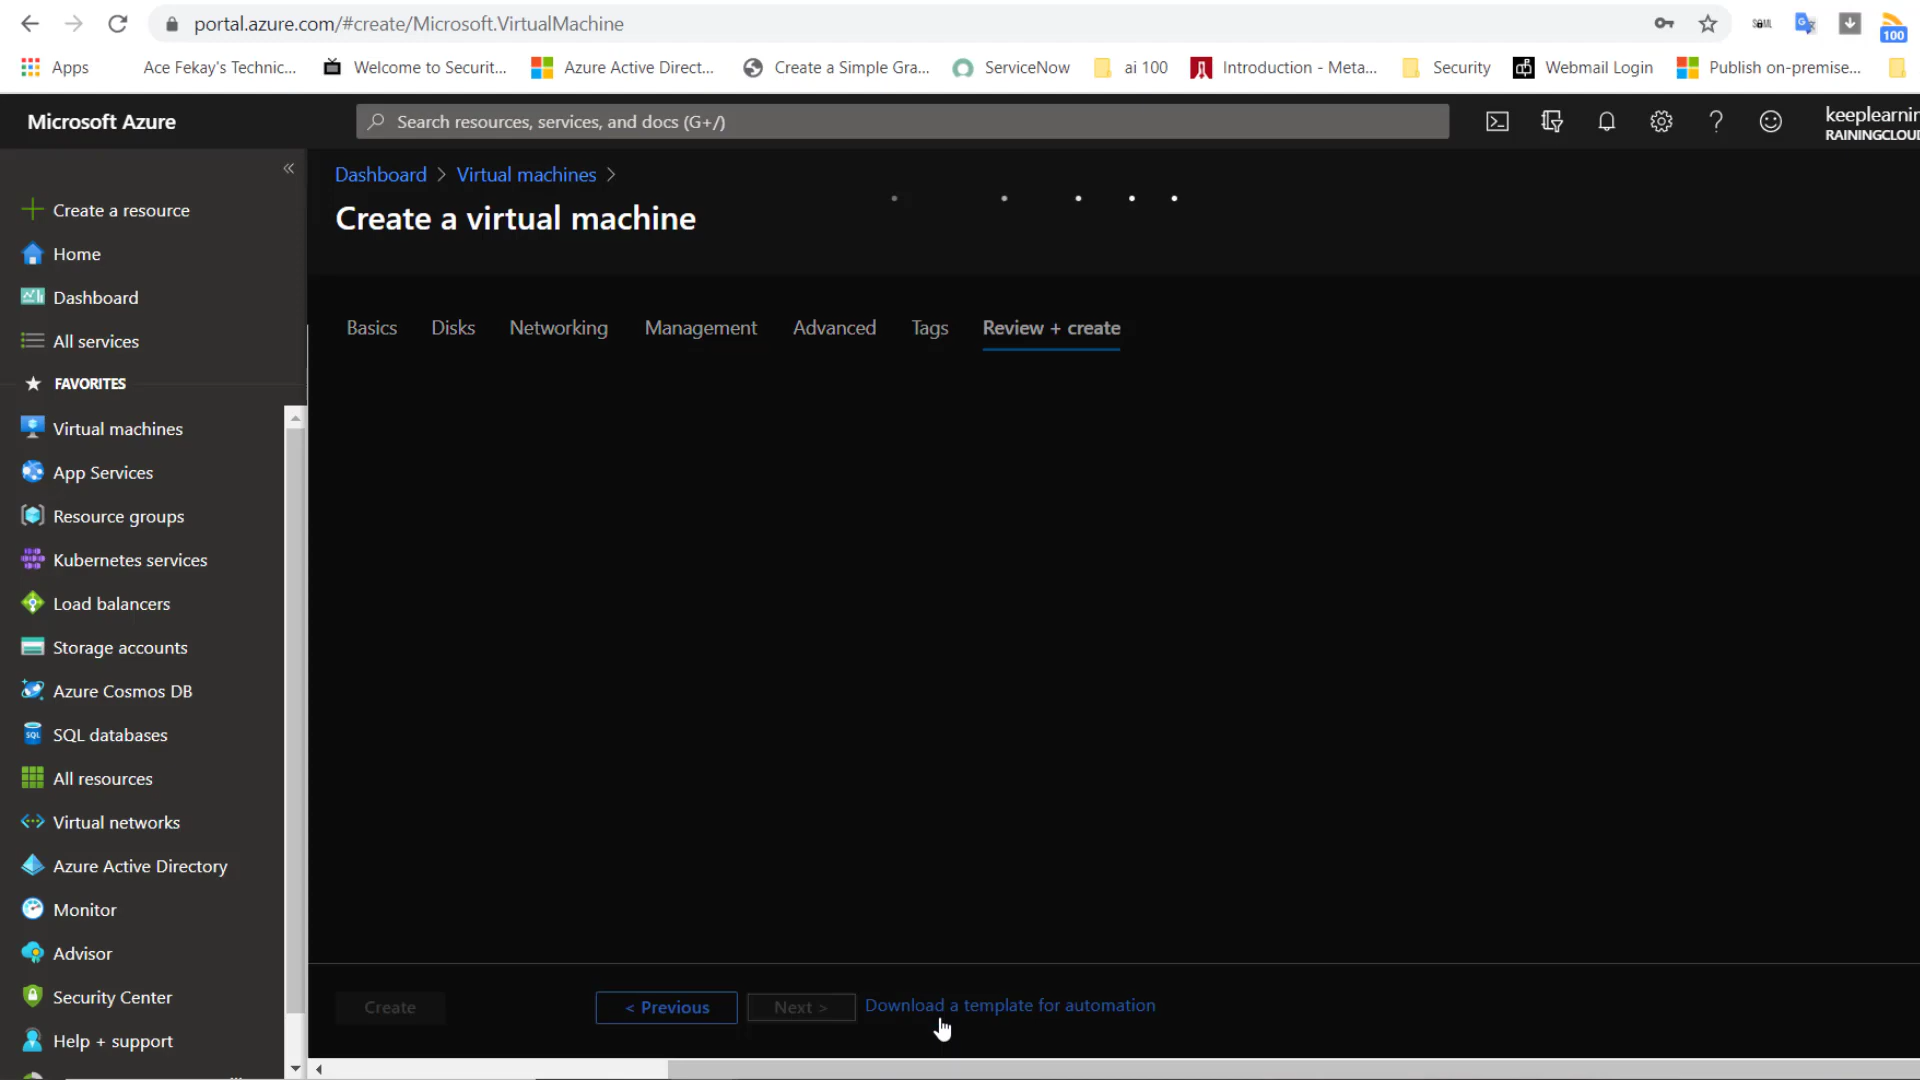 portal.azure.com/#create/Microsoft.VirtualMachine
100
Apps
Ace Fekay's Technic...
Welcome to Securit...
Azure Active Direct...
Create a Simple Gra...
ServiceNow
ai 100
Introduction - Meta...
Security
Webmail Login
Publish on-premise...
Microsoft Azure
Search resources, services, and docs (G+/)
keeplearnin
RAININGCLOUD
Dashboard > Virtual machines >
Create a virtual machine
Create a resource
Home
Dashboard
All services
FAVORITES
Virtual machines
App Services
Resource groups
Kubernetes services
Load balancers
Storage accounts
Azure Cosmos DB
SQL databases
All resources
Virtual networks
Azure Active Directory
Monitor
Advisor
Security Center
Help + support
Basics
Disks
Networking
Management
Advanced
Tags
Review + create
Create
< Previous
Next >
Download a template for automation